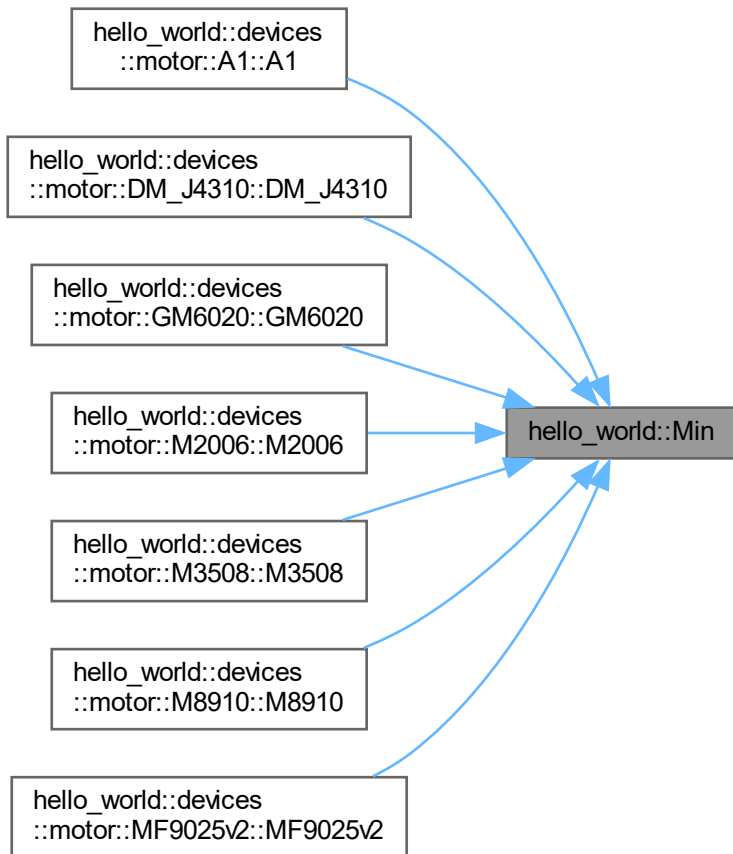 hello_world::devices
::motor::A1::A1
hello_world::devices
::motor::DM_J4310::DM_J4310
hello_world::devices
::motor::GM6020::GM6020
hello_world::devices
::motor::M2006::M2006
hello_world::Min
hello_world::devices
::motor::M3508::M3508
hello_world::devices
::motor::M8910::M8910
hello_world::devices
::motor::MF9025v2::MF9025v2